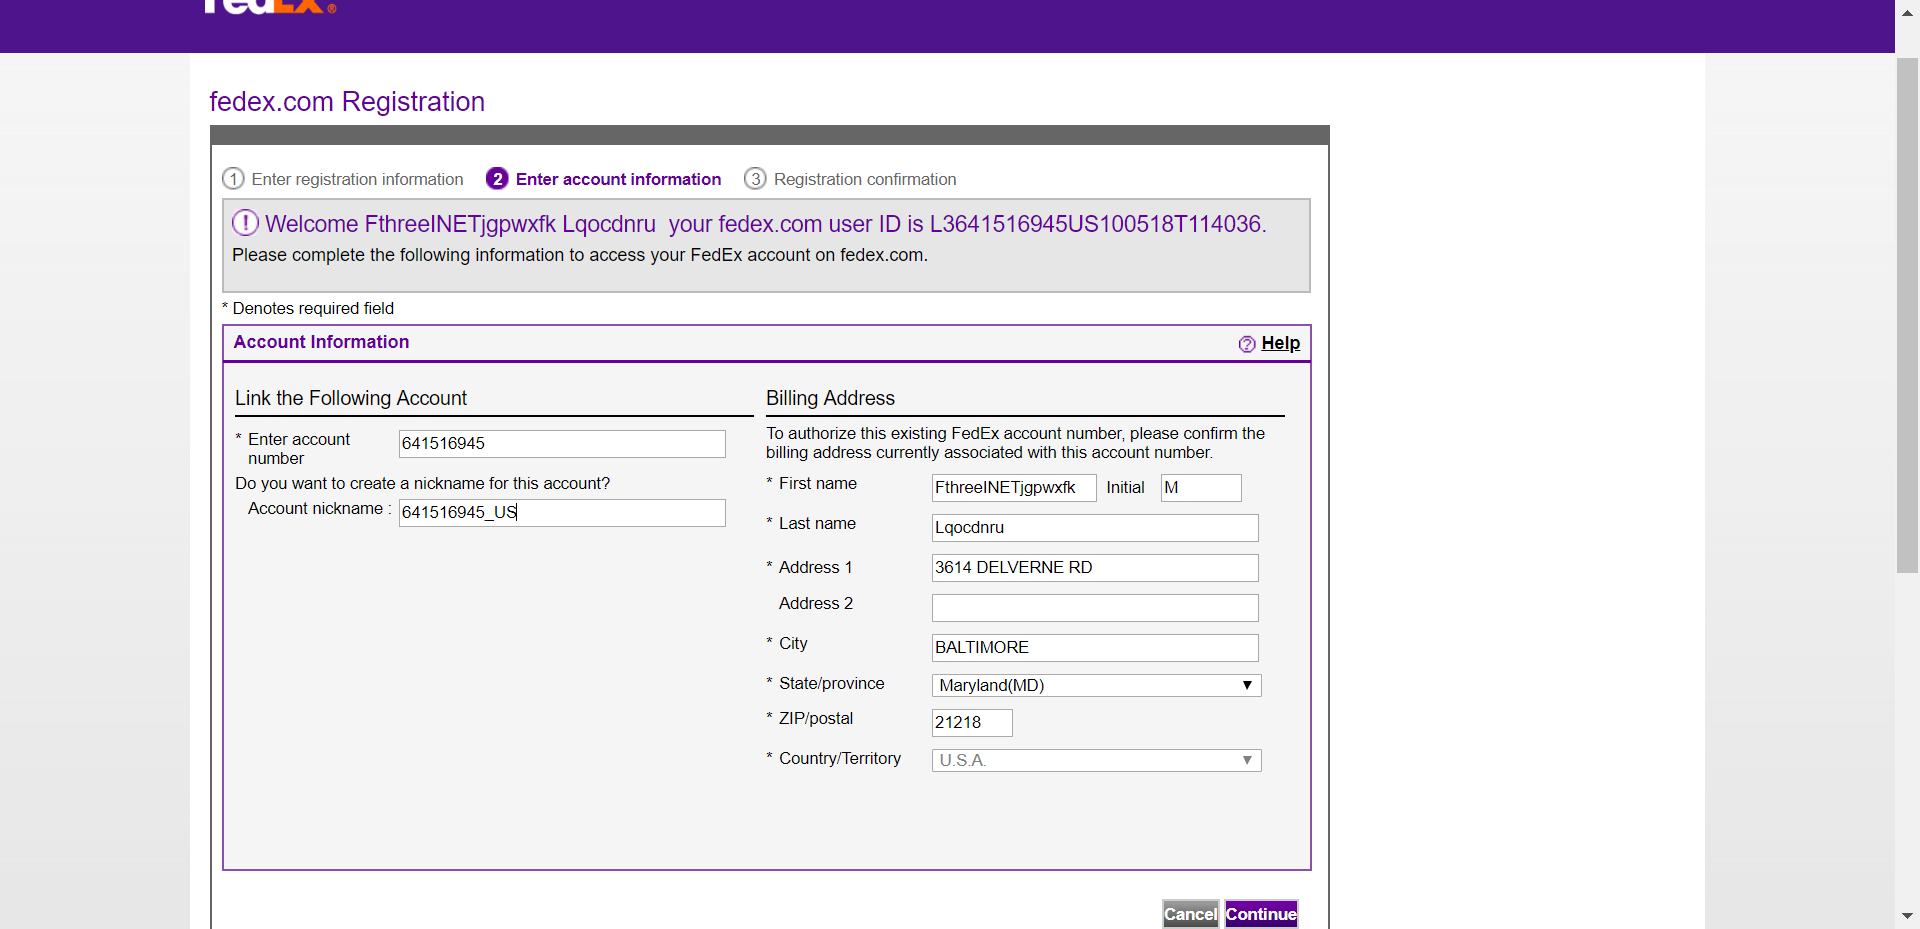 FedEx®
fedex.com Registration
1 Enter registration information 2 Enter account information 3 Registration confirmation
! Welcome FthreeINETjgpwxfk Lqocdnru your fedex.com user ID is L3641516945US100518T114036.
Please complete the following information to access your FedEx account on fedex.com.
* Denotes required field
Account Information ? Help
Link the Following Account
* Enter account
number
641516945
Do you want to create a nickname for this account?
Account nickname : 641516945_US
Billing Address
To authorize this existing FedEx account number, please confirm the
billing address currently associated with this account number.
* First name FthreeINETjgpwxfk Initial M
* Last name Lqocdnru
* Address 1 3614 DELVERNE RD
Address 2
* City BALTIMORE
* State/province Maryland(MD)
* ZIP/postal 21218
* Country/Territory U.S.A.
Cancel Continue